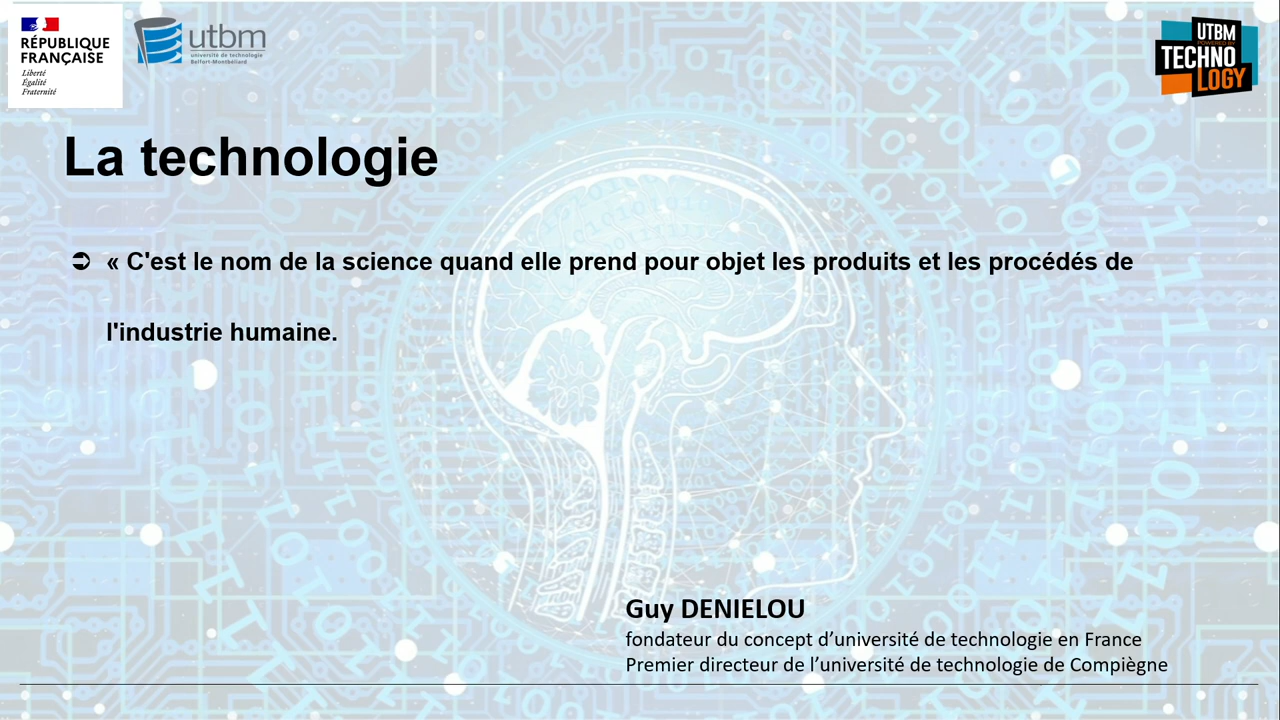 RÉPUBLIQUE
FRANÇAISE
Liberté
Égalité
Fraternité
utbm
université de technologie
Belfort-Montbéliard
UTBM
POWERED BY
TECHNO
LOGY
La technologie
➲ « C'est le nom de la science quand elle prend pour objet les produits et les procédés de
l'industrie humaine.
Guy DENIELOU
fondateur du concept d’université de technologie en France
Premier directeur de l’université de technologie de Compiègne